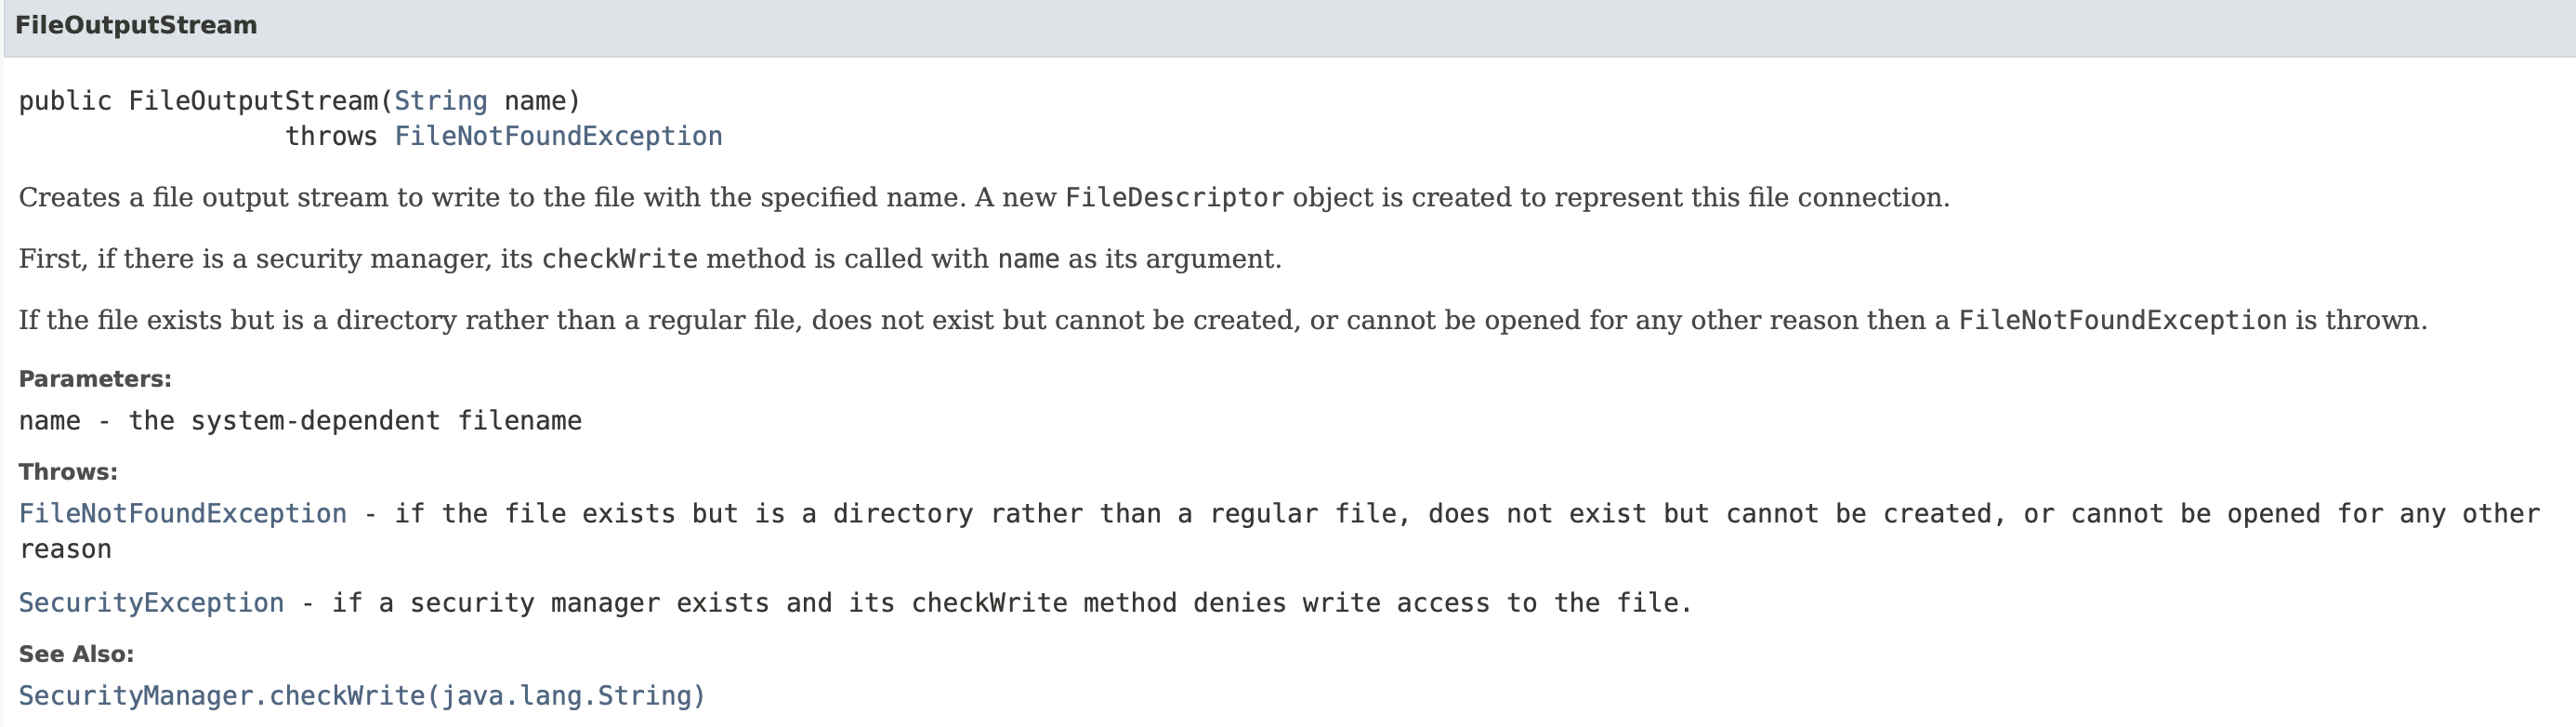 FileOutputStream
public FileOutputStream(String name)
throws FileNotFoundException
Creates a file output stream to write to the file with the specified name. A new FileDescriptor object is created to represent this file connection.
First, if there is a security manager, its checkWrite method is called with name as its argument.
If the file exists but is a directory rather than a regular file, does not exist but cannot be created, or cannot be opened for any other reason then a FileNotFoundException is thrown.
Parameters:
name - the system-dependent filename
Throws:
FileNotFoundException - if the file exists but is a directory rather than a regular file, does not exist but cannot be created, or cannot be opened for any other
reason
SecurityException - if a security manager exists and its checkWrite method denies write access to the file.
See Also:
SecurityManager.checkWrite(java.lang.String)